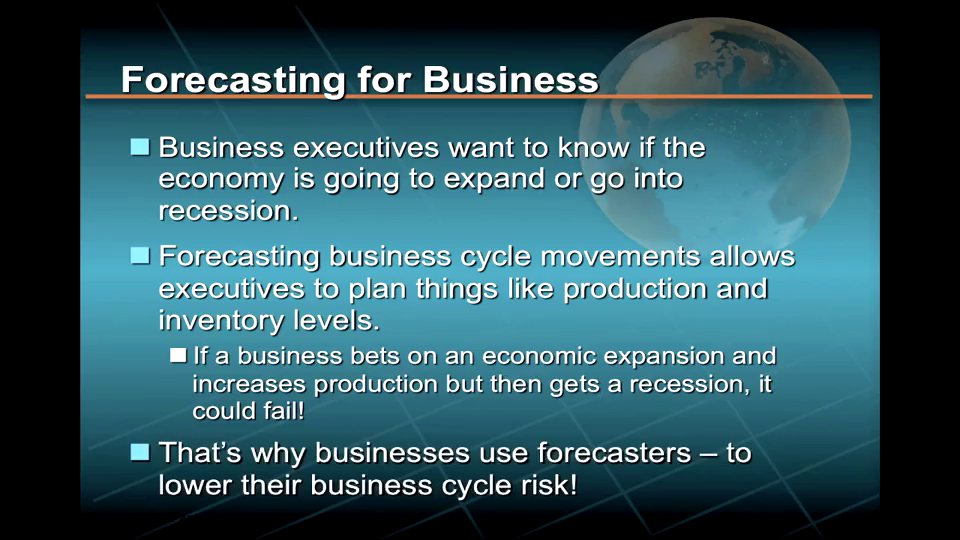 Forecasting for Business
Business executives want to know if the
economy is going to expand or go into
recession.
Forecasting business cycle movements allows
executives to plan things like production and
inventory levels.
If a business bets on an economic expansion and
increases production but then gets a recession, it
could fail!
That’s why businesses use forecasters – to
lower their business cycle risk!